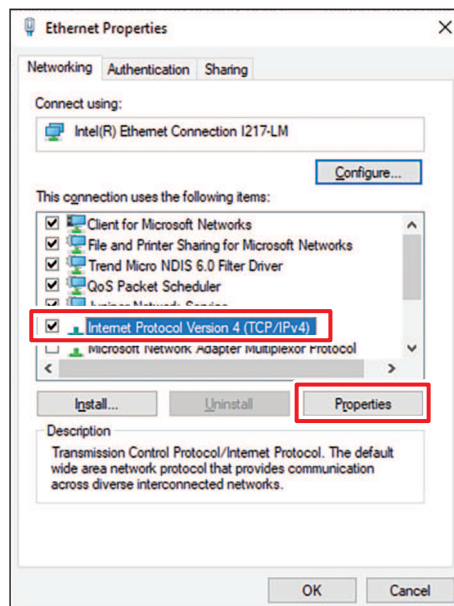 Ethernet Properties
Networking Authentication Sharing
Connect using:
Intel(R) Ethernet Connection I217-LM
Configure...
This connection uses the following items:
Client for Microsoft Networks
File and Printer Sharing for Microsoft Networks
Trend Micro NDIS 6.0 Filter Driver
QoS Packet Scheduler
Juniper Network Service
Internet Protocol Version 4 (TCP/IPv4)
Microsoft Network Adapter Multiplexor Protocol
Install... Uninstall Properties
Description
Transmission Control Protocol/Internet Protocol. The default
wide area network protocol that provides communication
across diverse interconnected networks.
OK Cancel